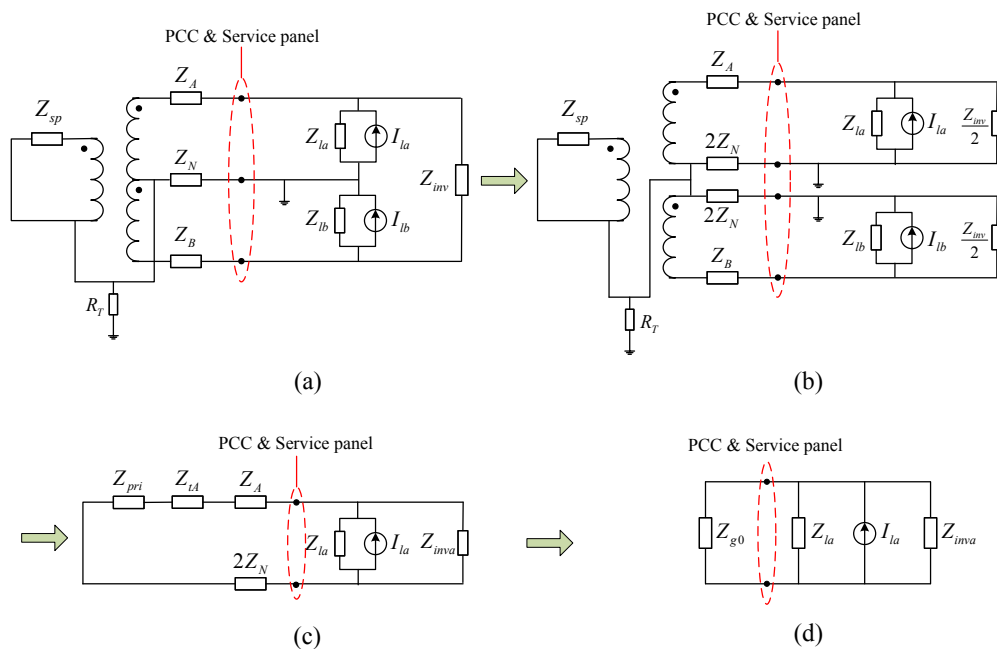 PCC & Service panel
Z_A
Z_sp
Z_la
I_la
Z_N
Z_inv
Z_lb
I_lb
Z_B
R_T
(a)
PCC & Service panel
Z_A
Z_sp
Z_la
I_la
Z_inv/2
2Z_N
2Z_N
Z_lb
I_lb
Z_inv/2
Z_B
R_T
(b)
PCC & Service panel
Z_pri
Z_tA
Z_A
Z_la
I_la
Z_inva
2Z_N
(c)
PCC & Service panel
Z_g0
Z_la
I_la
Z_inva
(d)